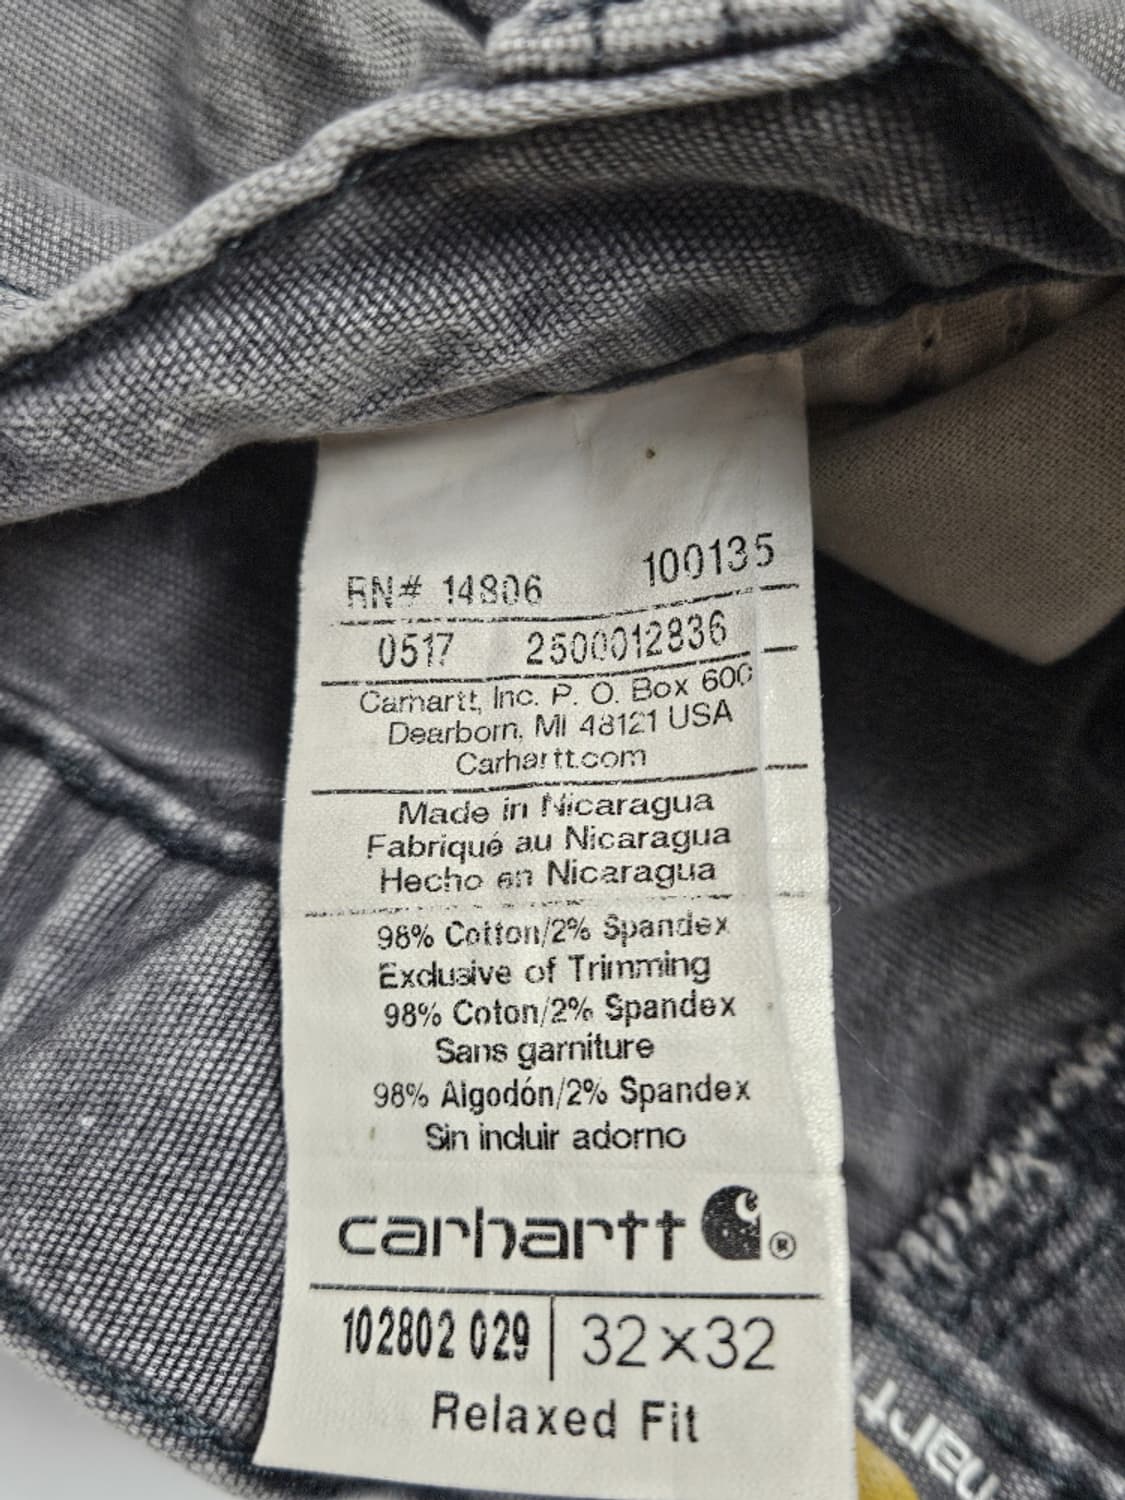 RN# 14806 100135
0517 2500012836
Carhartt, Inc. P. O. Box 600
Dearborn, MI 48121 USA
Carhartt.com
Made in Nicaragua
Fabriqué au Nicaragua
Hecho en Nicaragua
98% Cotton/2% Spandex
Exclusive of Trimming
98% Coton/2% Spandex
Sans garniture
98% Algodón/2% Spandex
Sin incluir adorno
carhartt ®
102802 029 | 32×32
Relaxed Fit
hartt